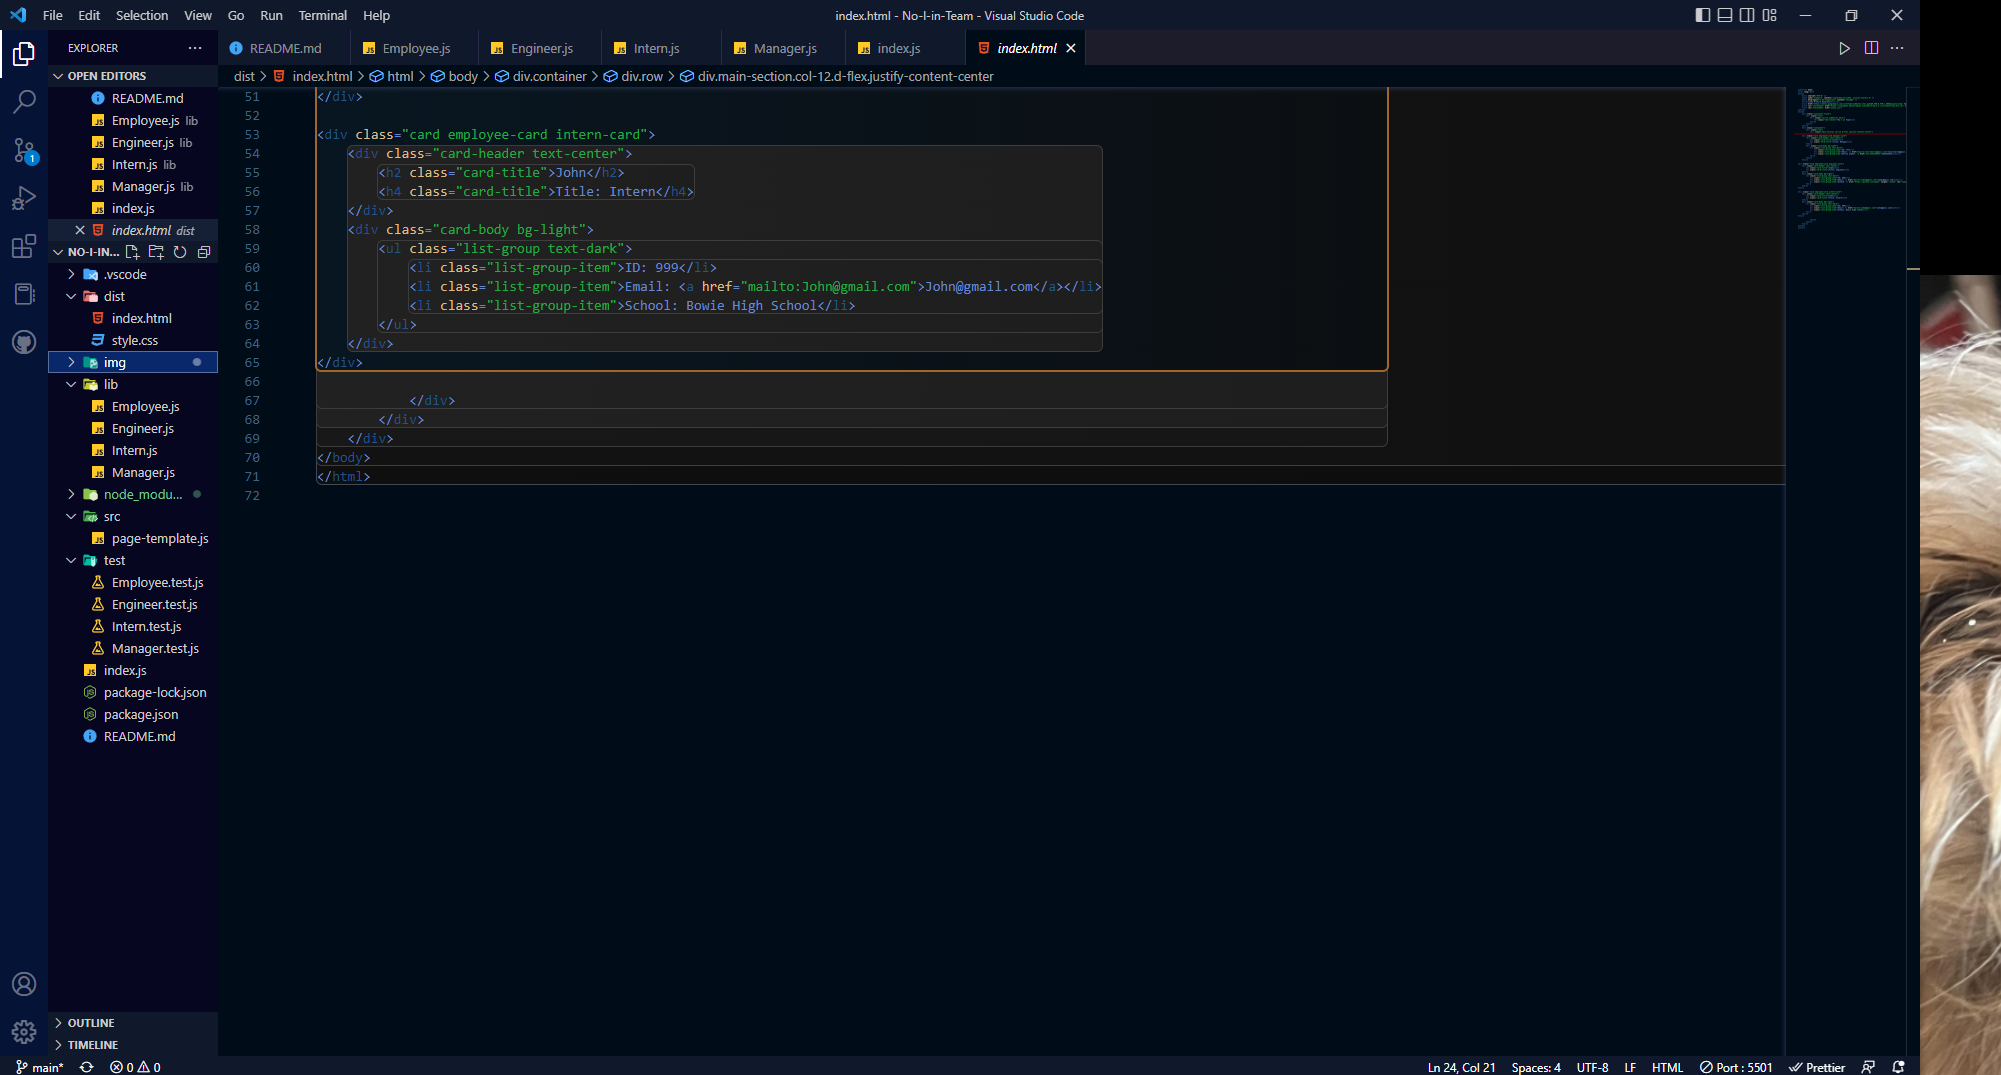 File Edit Selection View Go Run Terminal Help
index.html - No-I-in-Team - Visual Studio Code
EXPLORER
README.md Employee.js Engineer.js Intern.js Manager.js index.js index.html
OPEN EDITORS
README.md
Employee.js lib
Engineer.js lib
Intern.js lib
Manager.js lib
index.js
index.html dist
NO-I-IN...
.vscode
dist
index.html
style.css
img
lib
Employee.js
Engineer.js
Intern.js
Manager.js
node_modu...
src
page-template.js
test
Employee.test.js
Engineer.test.js
Intern.test.js
Manager.test.js
index.js
package-lock.json
package.json
README.md
OUTLINE
TIMELINE
dist > index.html > html > body > div.container > div.row > div.main-section.col-12.d-flex.justify-content-center
51 </div>
52
53 <div class="card employee-card intern-card">
54 <div class="card-header text-center">
55 <h2 class="card-title">John</h2>
56 <h4 class="card-title">Title: Intern</h4>
57 </div>
58 <div class="card-body bg-light">
59 <ul class="list-group text-dark">
60 <li class="list-group-item">ID: 999</li>
61 <li class="list-group-item">Email: <a href="mailto:John@gmail.com">John@gmail.com</a></li>
62 <li class="list-group-item">School: Bowie High School</li>
63 </ul>
64 </div>
65 </div>
66
67 </div>
68 </div>
69 </div>
70 </body>
71 </html>
72
1
main* 0 0
Ln 24, Col 21 Spaces: 4 UTF-8 LF HTML Port : 5501 Prettier